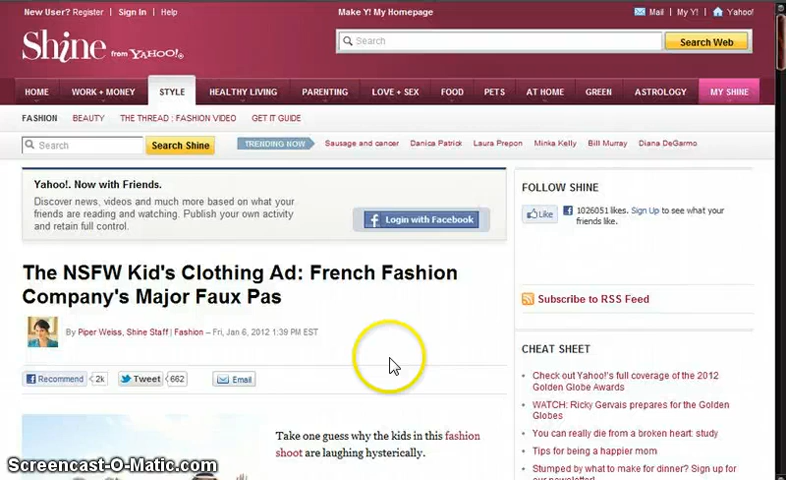 New User? Register | Sign In | Help
Make Y! My Homepage
Mail | My Y! | Yahoo!
Shine from YAHOO!
Search
Search Web
HOME
WORK + MONEY
STYLE
HEALTHY LIVING
PARENTING
LOVE + SEX
FOOD
PETS
AT HOME
GREEN
ASTROLOGY
MY SHINE
FASHION
BEAUTY
THE THREAD : FASHION VIDEO
GET IT GUIDE
Search
Search Shine
TRENDING NOW
Sausage and cancer
Danica Patrick
Laura Prepon
Minka Kelly
Bill Murray
Diana DeGarmo
Yahoo!. Now with Friends.
Discover news, videos and much more based on what your
friends are reading and watching. Publish your own activity
and retain full control.
Login with Facebook
The NSFW Kid's Clothing Ad: French Fashion
Company's Major Faux Pas
By Piper Weiss, Shine Staff | Fashion – Fri, Jan 6, 2012 1:39 PM EST
Recommend
2k
Tweet
662
Email
Take one guess why the kids in this fashion
shoot are laughing hysterically.
FOLLOW SHINE
Like
1026051 likes. Sign Up to see what your
friends like.
Subscribe to RSS Feed
CHEAT SHEET
Check out Yahoo!'s full coverage of the 2012
Golden Globe Awards
WATCH: Ricky Gervais prepares for the Golden
Globes
You can really die from a broken heart: study
Tips for being a happier mom
Stumped by what to make for dinner? Sign up for
our newsletter!
Screencast-O-Matic.com